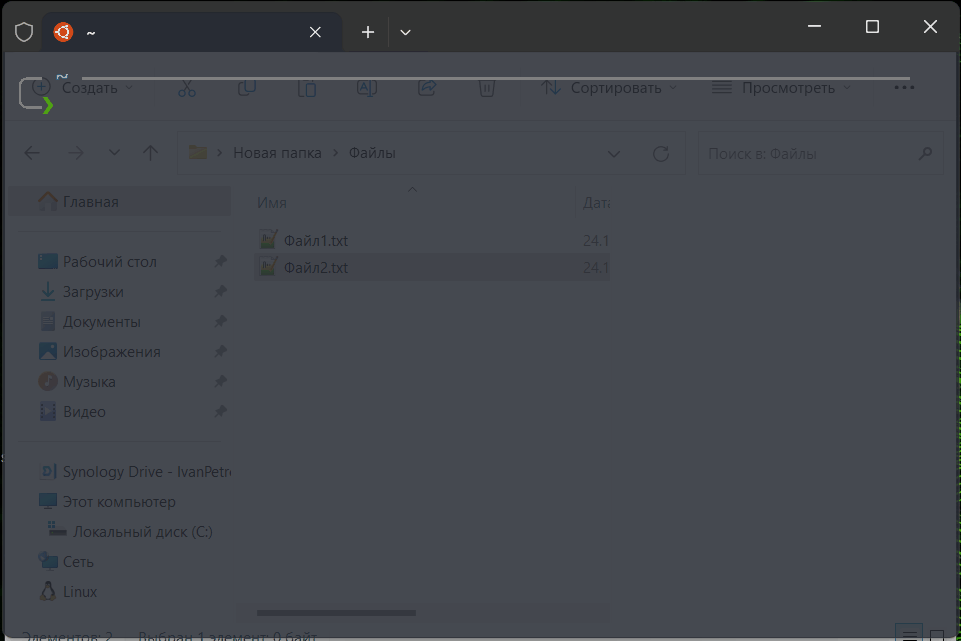 ~
~
Создать
Сортировать
Просмотреть
Новая папка > Файлы
Поиск в: Файлы
Главная
Имя
Дата
Файл1.txt
24.1
Файл2.txt
24.1
Рабочий стол
Загрузки
Документы
Изображения
Музыка
Видео
Synology Drive - IvanPetr
Этот компьютер
Локальный диск (C:)
Сеть
Linux
Элементов: 2
Выбран 1 элемент: 0 байт